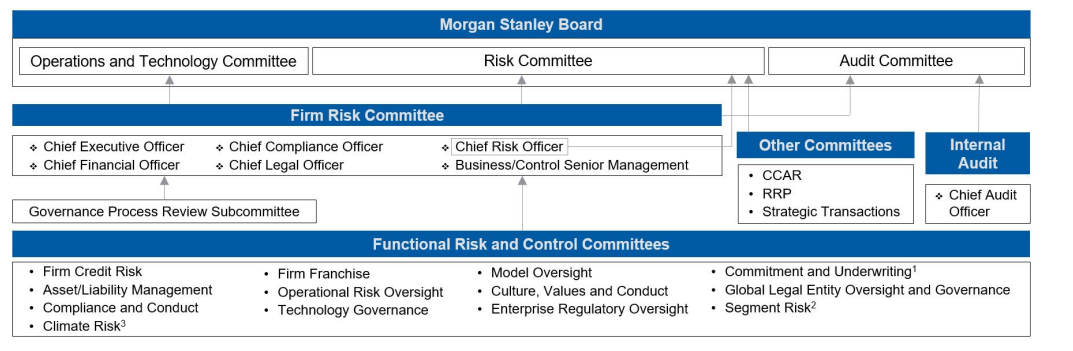 Morgan Stanley Board
Operations and Technology Committee
Risk Committee
Audit Committee
Firm Risk Committee
❖ Chief Executive Officer
❖ Chief Financial Officer
❖ Chief Compliance Officer
❖ Chief Legal Officer
❖ Chief Risk Officer
❖ Business/Control Senior Management
Other Committees
• CCAR
• RRP
• Strategic Transactions
Internal
Audit
❖ Chief Audit
Officer
Governance Process Review Subcommittee
Functional Risk and Control Committees
• Firm Credit Risk
• Asset/Liability Management
• Compliance and Conduct
• Climate Risk³
• Firm Franchise
• Operational Risk Oversight
• Technology Governance
• Model Oversight
• Culture, Values and Conduct
• Enterprise Regulatory Oversight
• Commitment and Underwriting¹
• Global Legal Entity Oversight and Governance
• Segment Risk²